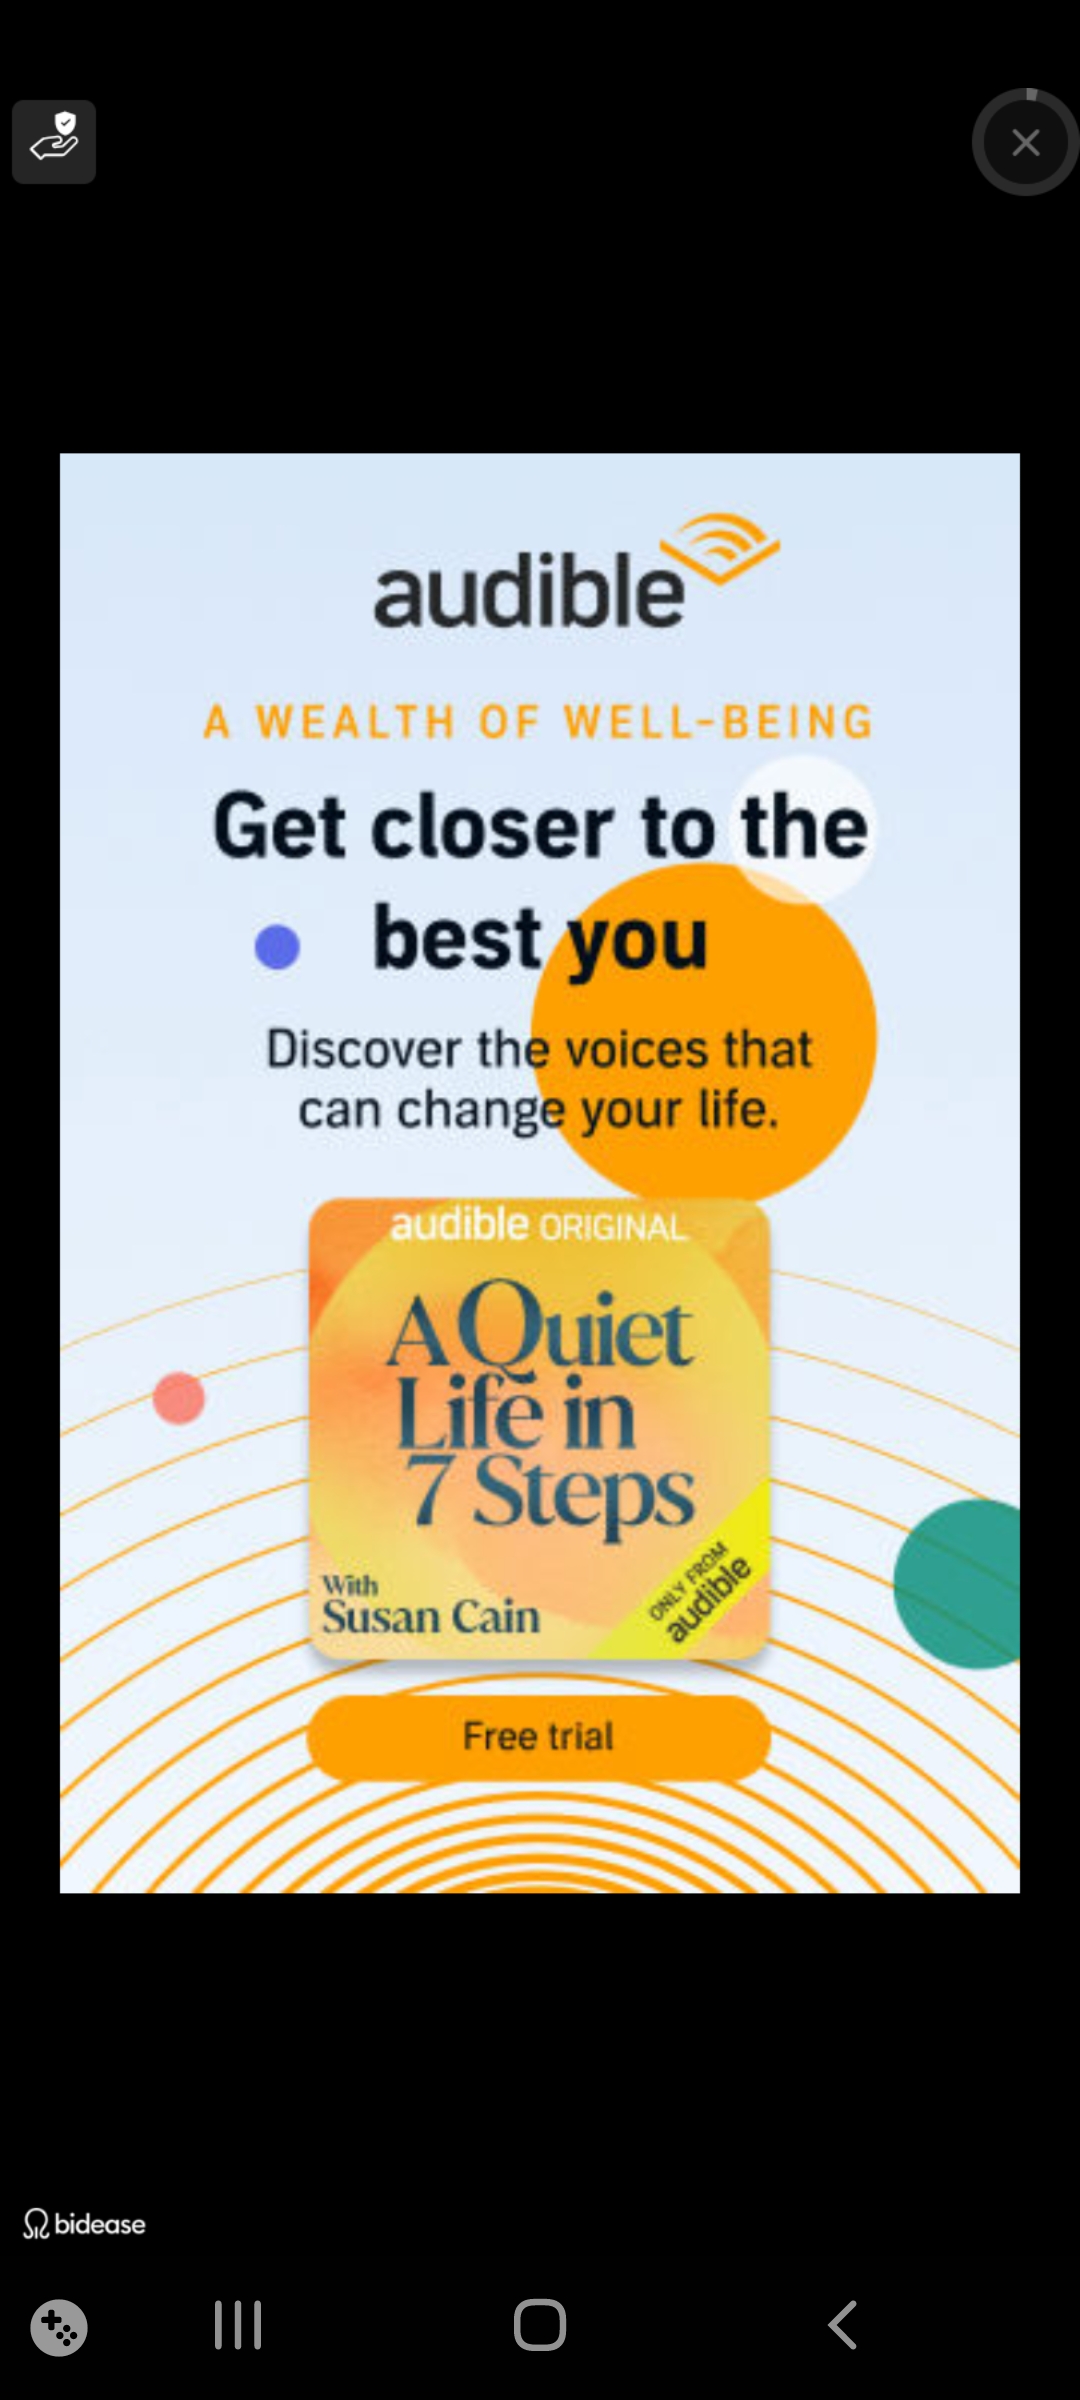 audible
A WEALTH OF WELL-BEING
Get closer to the
best you
Discover the voices that
can change your life.
audible ORIGINAL
A Quiet
Life in
7 Steps
With
Susan Cain
ONLY FROM
audible
Free trial
bidease